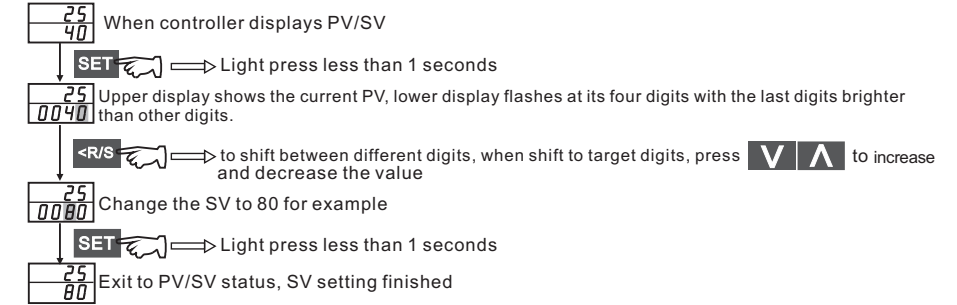 25
40 When controller displays PV/SV
SET Light press less than 1 seconds
25 Upper display shows the current PV, lower display flashes at its four digits with the last digits brighter
0040 than other digits.
<R/S to shift between different digits, when shift to target digits, press V Λ to increase
and decrease the value
25
0080 Change the SV to 80 for example
SET Light press less than 1 seconds
25
80 Exit to PV/SV status, SV setting finished